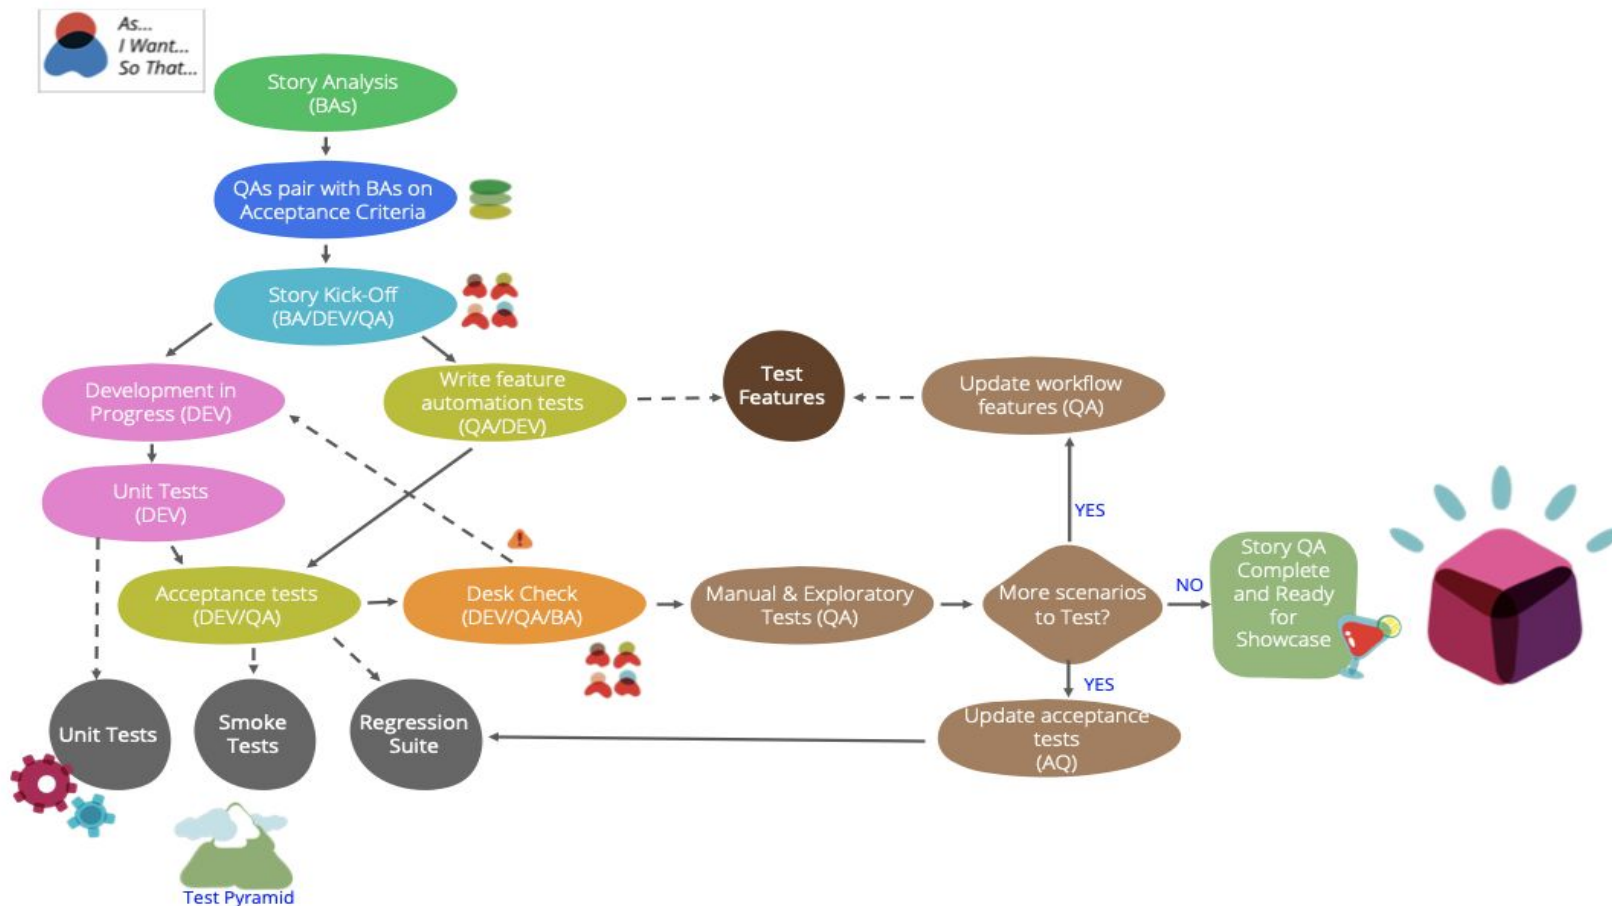 As...
I Want...
So That...
Story Analysis
(BAs)
QAs pair with BAs on
Acceptance Criteria
Story Kick-Off
(BA/DEV/QA)
Development in
Progress (DEV)
Write feature
automation tests
(QA/DEV)
Test
Features
Update workflow
features (QA)
Unit Tests
(DEV)
YES
Acceptance tests
(DEV/QA)
Desk Check
(DEV/QA/BA)
Manual & Exploratory
Tests (QA)
More scenarios
to Test?
NO
Story QA
Complete
and Ready
for
Showcase
YES
Unit Tests
Smoke
Tests
Regression
Suite
Update acceptance
tests
(AQ)
Test Pyramid